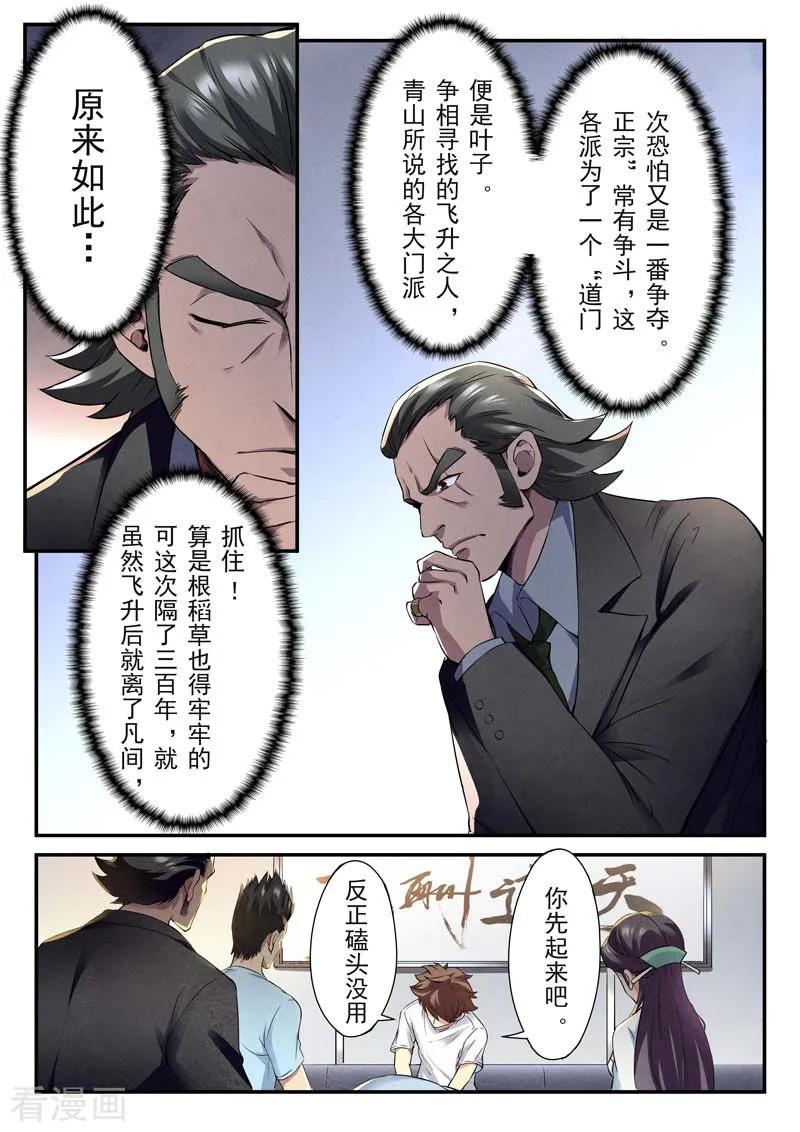 原来如此…
青山所说的各大门派
争相寻找的飞升之人，
便是叶子。
各派为了一个“道门
正宗”常有争斗，这
次恐怕又是一番争夺。
虽然飞升后就离了凡间，
可这次隔了三百年，就
算是根稻草也得牢牢的
抓住！
反正磕头没用
你先起来吧。
看漫画